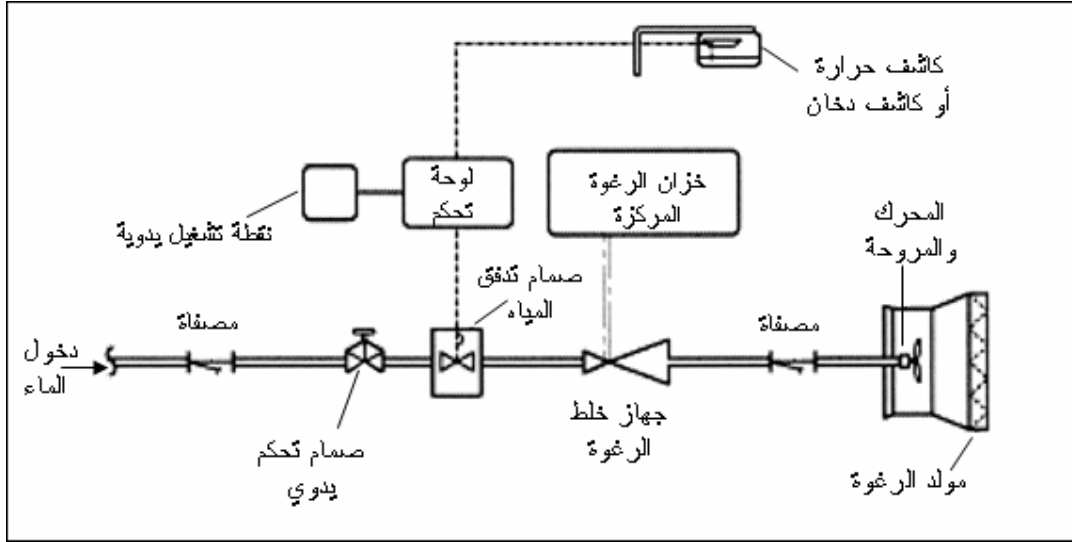 كاشف حرارة
أو كاشف دخان
لوحة
تحكم
خزان الرغوة
المركزة
نقطة تشغيل يدوية
المحرك
والمروحة
صمام تدفق
المياه
مصفاة
مصفاة
دخول
الماء
جهاز خلط
الرغوة
صمام تحكم
يدوي
مولد الرغوة